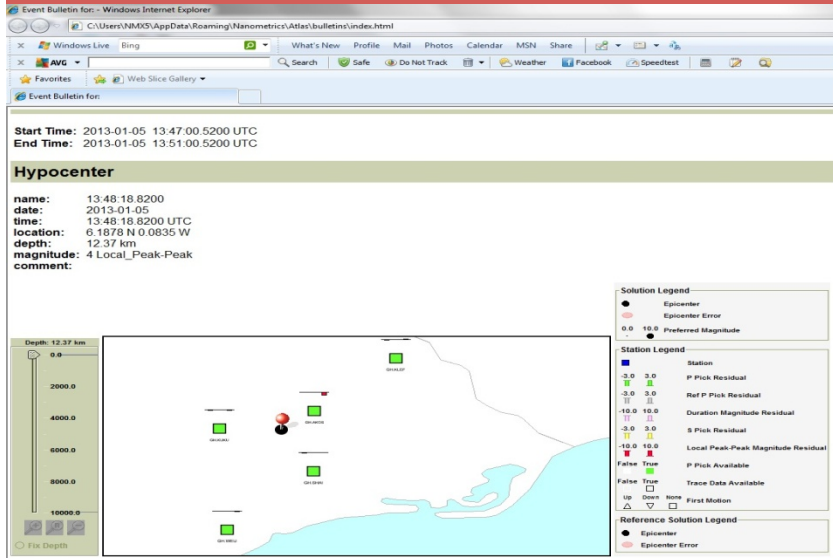 Event Bulletin for: - Windows Internet Explorer
C:\Users\NMXS\AppData\Roaming\Nanometrics\Atlas\bulletins\index.html
x Windows Live Bing What's New Profile Mail Photos Calendar MSN Share
x AVG Search Safe Do Not Track Weather Facebook Speedtest
Favorites Web Slice Gallery
Event Bulletin for:
Start Time: 2013-01-05 13:47:00.5200 UTC
End Time: 2013-01-05 13:51:00.5200 UTC
Hypocenter
name: 13:48:18.8200
date: 2013-01-05
time: 13:48:18.8200 UTC
location: 6.1878 N 0.0835 W
depth: 12.37 km
magnitude: 4 Local_Peak-Peak
comment:
Depth: 12.37 km
0.0
2000.0
4000.0
6000.0
8000.0
10000.0
Fix Depth
Solution Legend
Epicenter
Epicenter Error
0.0 10.0 Preferred Magnitude
Station Legend
Station
-3.0 3.0 P Pick Residual
-3.0 3.0 Ref P Pick Residual
-10.0 10.0 Duration Magnitude Residual
-3.0 3.0 S Pick Residual
-10.0 10.0 Local Peak-Peak Magnitude Residual
False True P Pick Available
False True Trace Data Available
Up Down None First Motion
Reference Solution Legend
Epicenter
Epicenter Error